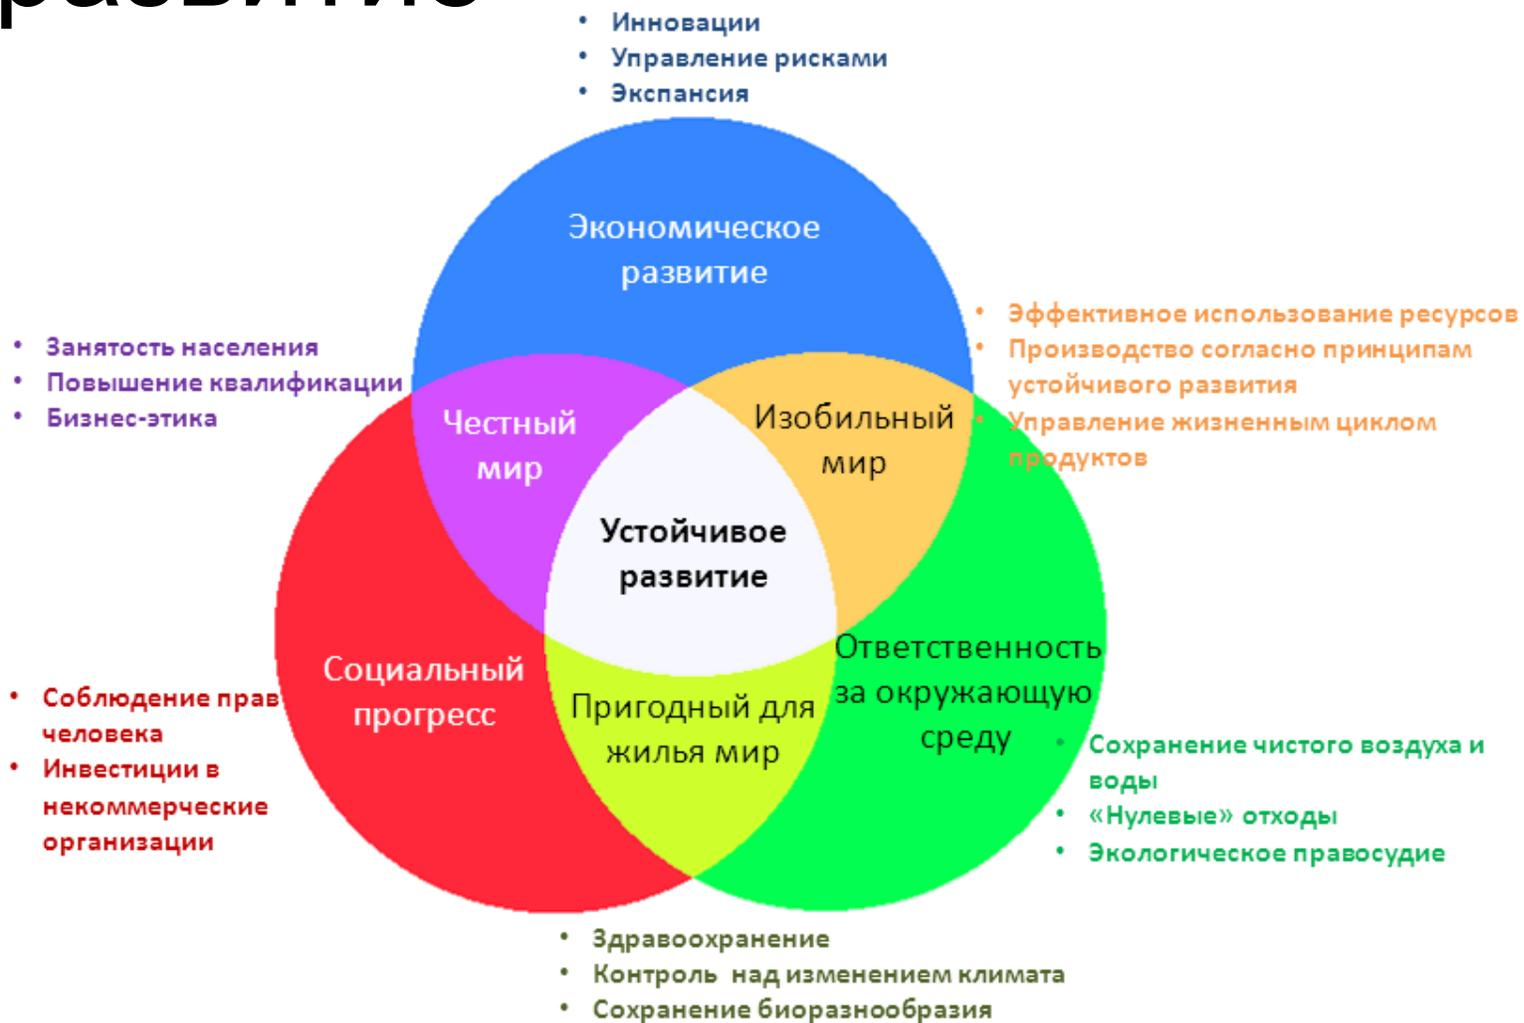 развитие
• Инновации
• Управление рисками
• Экспансия
Экономическое
развитие
• Эффективное использование ресурсов
• Производство согласно принципам
устойчивого развития
• Управление жизненным циклом
продуктов
• Занятость населения
• Повышение квалификации
• Бизнес-этика
Честный
мир
Изобильный
мир
Устойчивое
развитие
Социальный
прогресс
Пригодный для
жилья мир
Ответственность
за окружающую
среду
• Соблюдение прав
человека
• Инвестиции в
некоммерческие
организации
• Сохранение чистого воздуха и
воды
• «Нулевые» отходы
• Экологическое правосудие
• Здравоохранение
• Контроль над изменением климата
• Сохранение биоразнообразия